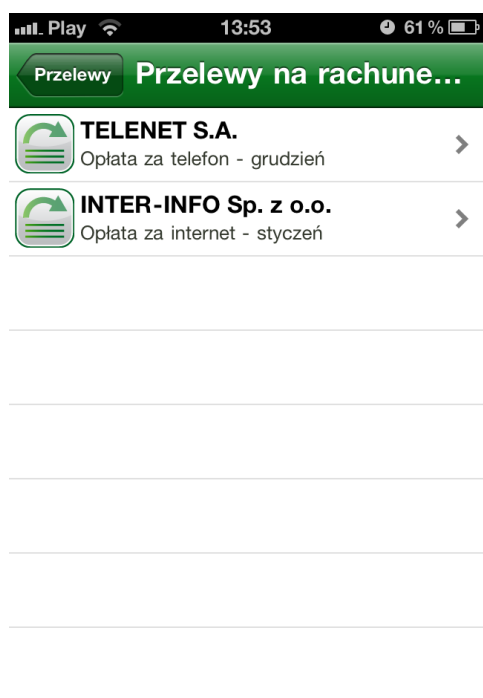 Play 13:53 61 %
Przelewy Przelewy na rachune...
TELENET S.A.
Opłata za telefon - grudzień
INTER-INFO Sp. z o.o.
Opłata za internet - styczeń